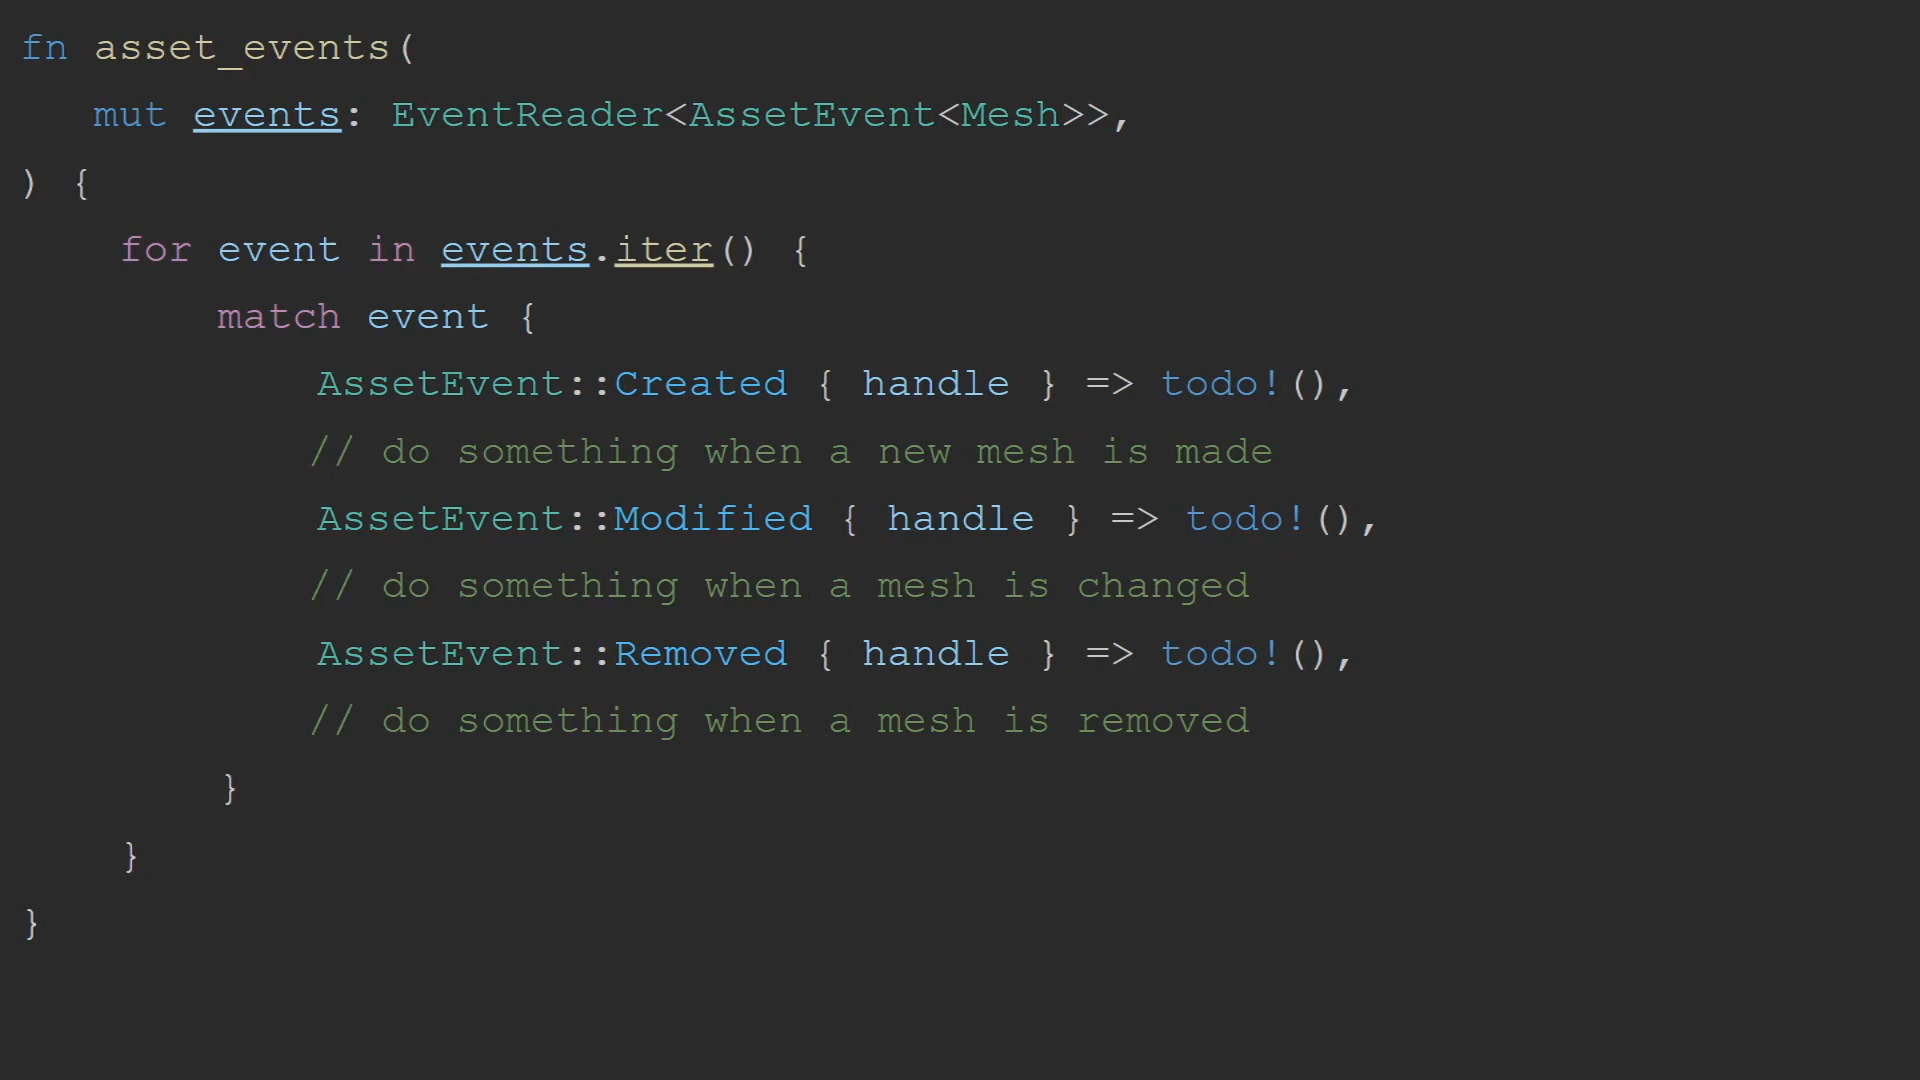 fn asset_events(
mut events: EventReader<AssetEvent<Mesh>>,
) {
for event in events.iter() {
match event {
AssetEvent::Created { handle } => todo!(),
// do something when a new mesh is made
AssetEvent::Modified { handle } => todo!(),
// do something when a mesh is changed
AssetEvent::Removed { handle } => todo!(),
// do something when a mesh is removed
}
}
}